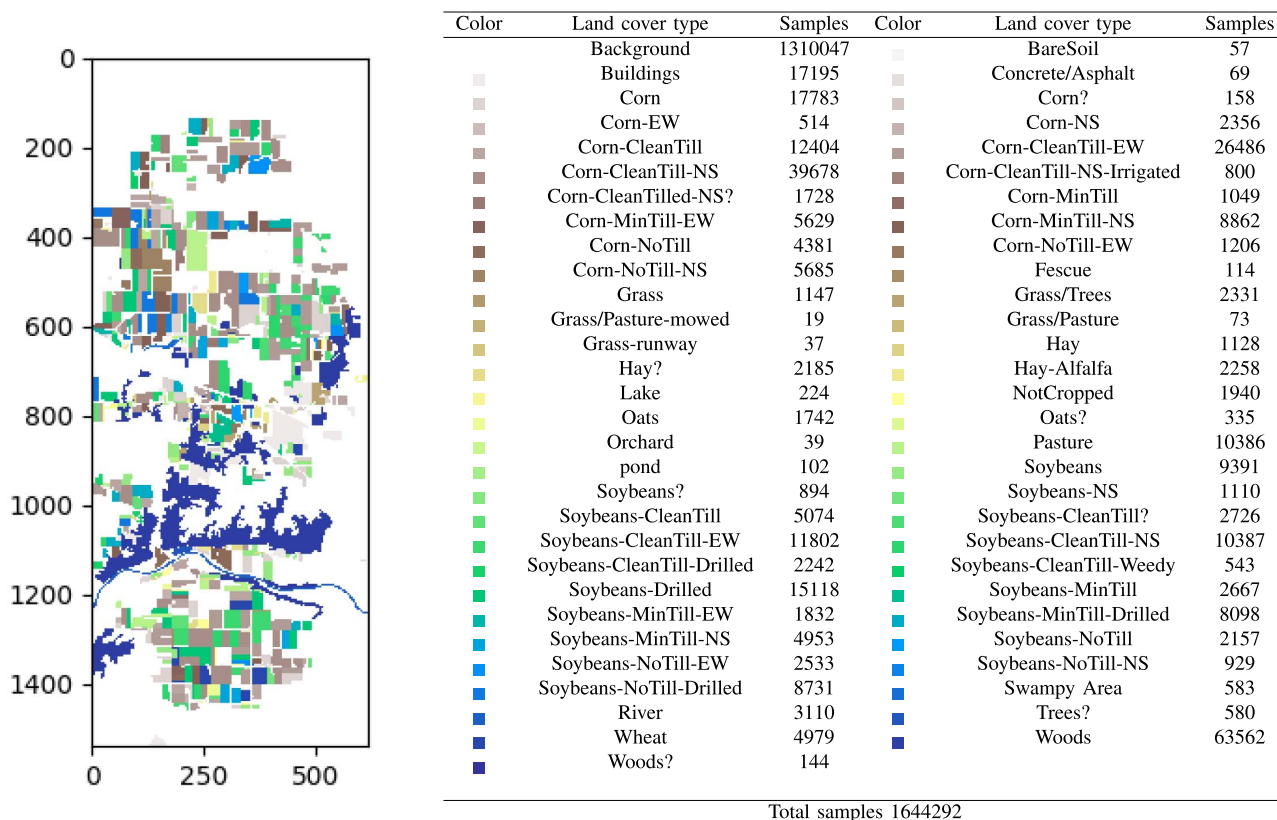 Color Land cover type Samples Color Land cover type Samples
Background 1310047 BareSoil 57
Buildings 17195 Concrete/Asphalt 69
Corn 17783 Corn? 158
Corn-EW 514 Corn-NS 2356
Corn-CleanTill 12404 Corn-CleanTill-EW 26486
Corn-CleanTill-NS 39678 Corn-CleanTill-NS-Irrigated 800
Corn-CleanTilled-NS? 1728 Corn-MinTill 1049
Corn-MinTill-EW 5629 Corn-MinTill-NS 8862
Corn-NoTill 4381 Corn-NoTill-EW 1206
Corn-NoTill-NS 5685 Fescue 114
Grass 1147 Grass/Trees 2331
Grass/Pasture-mowed 19 Grass/Pasture 73
Grass-runway 37 Hay 1128
Hay? 2185 Hay-Alfalfa 2258
Lake 224 NotCropped 1940
Oats 1742 Oats? 335
Orchard 39 Pasture 10386
pond 102 Soybeans 9391
Soybeans? 894 Soybeans-NS 1110
Soybeans-CleanTill 5074 Soybeans-CleanTill? 2726
Soybeans-CleanTill-EW 11802 Soybeans-CleanTill-NS 10387
Soybeans-CleanTill-Drilled 2242 Soybeans-CleanTill-Weedy 543
Soybeans-Drilled 15118 Soybeans-MinTill 2667
Soybeans-MinTill-EW 1832 Soybeans-MinTill-Drilled 8098
Soybeans-MinTill-NS 4953 Soybeans-NoTill 2157
Soybeans-NoTill-EW 2533 Soybeans-NoTill-NS 929
Soybeans-NoTill-Drilled 8731 Swampy Area 583
River 3110 Trees? 580
Wheat 4979 Woods 63562
Woods? 144
Total samples 1644292
0
200
400
600
800
1000
1200
1400
0 250 500